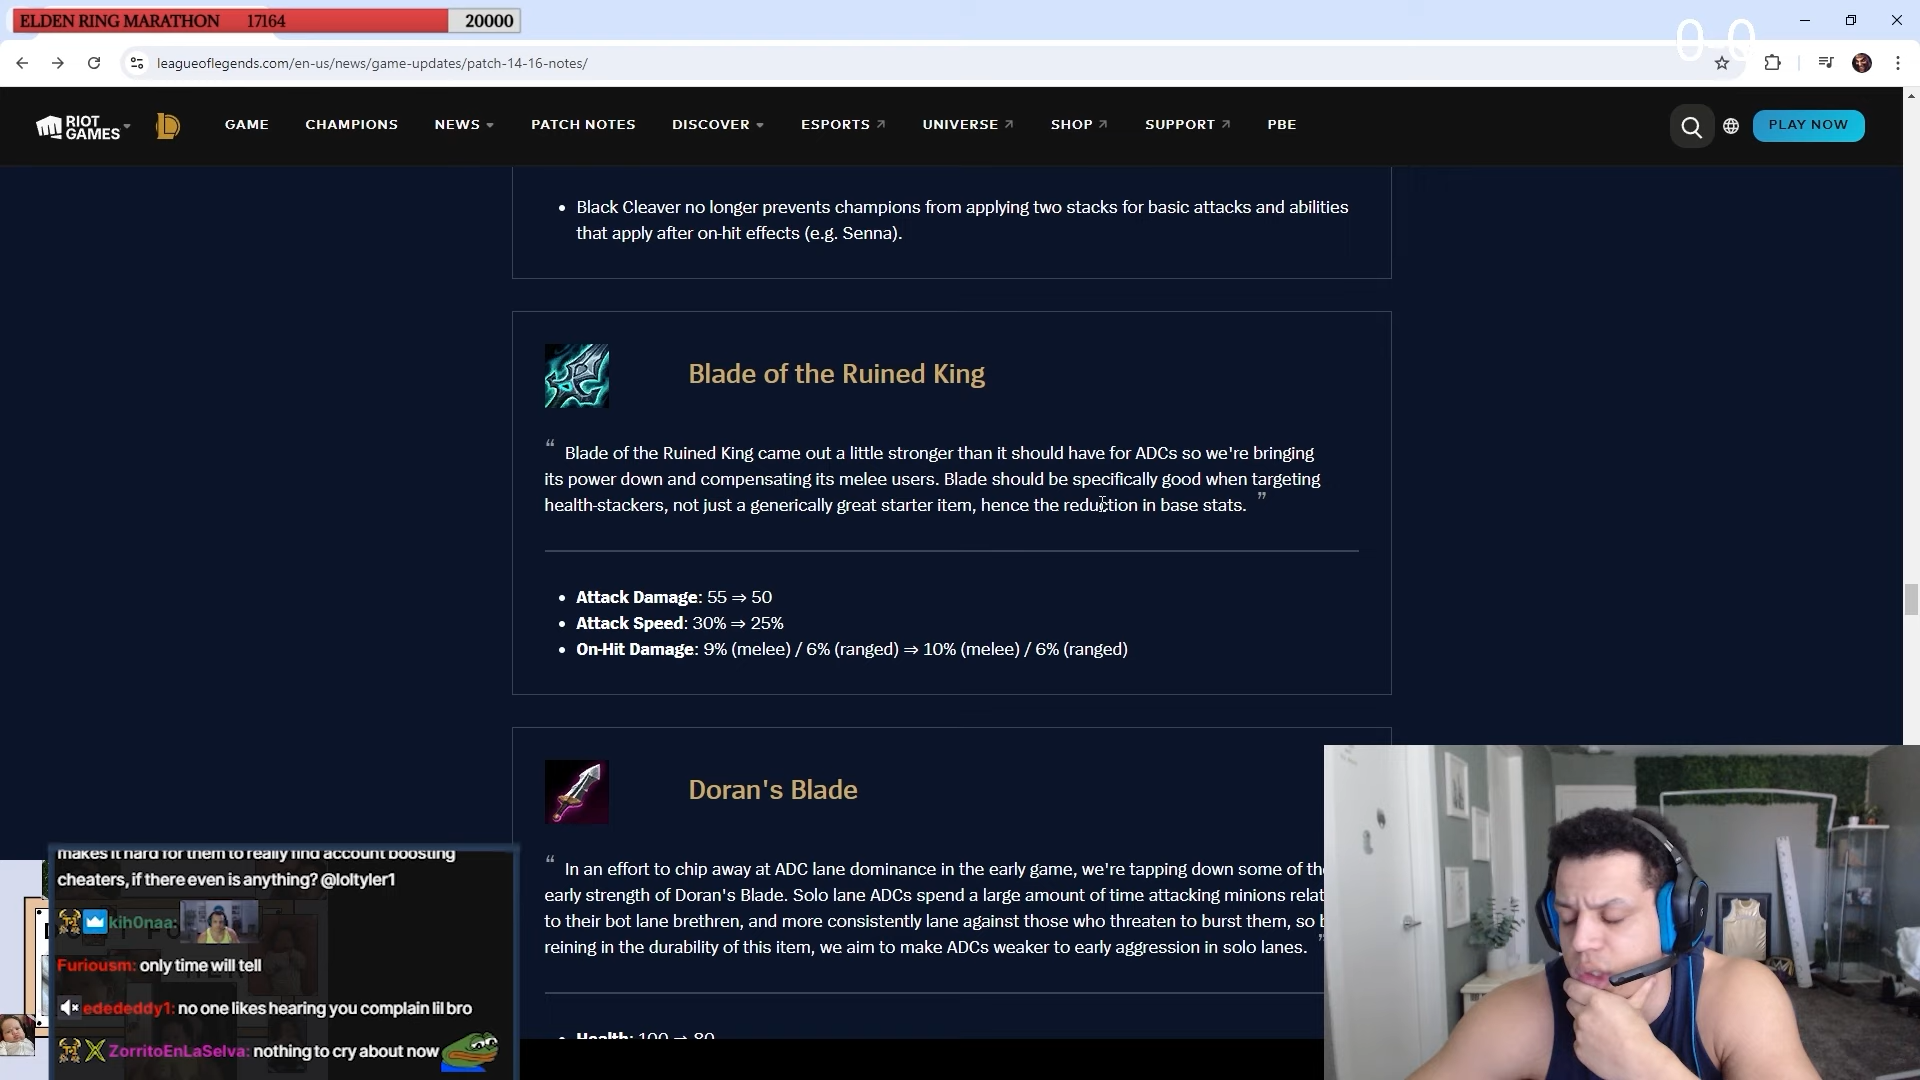 ELDEN RING MARATHON 17164 20000
0-0
leagueoflegends.com/en-us/news/game-updates/patch-14-16-notes/
RIOT GAMES
GAME CHAMPIONS NEWS PATCH NOTES DISCOVER ESPORTS UNIVERSE SHOP SUPPORT PBE PLAY NOW
• Black Cleaver no longer prevents champions from applying two stacks for basic attacks and abilities
that apply after on-hit effects (e.g. Senna).
Blade of the Ruined King
“ Blade of the Ruined King came out a little stronger than it should have for ADCs so we're bringing
its power down and compensating its melee users. Blade should be specifically good when targeting
health-stackers, not just a generically great starter item, hence the reduction in base stats. ”
• Attack Damage: 55 ⇒ 50
• Attack Speed: 30% ⇒ 25%
• On-Hit Damage: 9% (melee) / 6% (ranged) ⇒ 10% (melee) / 6% (ranged)
Doran's Blade
“ In an effort to chip away at ADC lane dominance in the early game, we're tapping down some of the
early strength of Doran's Blade. Solo lane ADCs spend a large amount of time attacking minions relat
to their bot lane brethren, and more consistently lane against those who threaten to burst them, so b
reining in the durability of this item, we aim to make ADCs weaker to early aggression in solo lanes. ”
• Health: 100 ⇒ 80
makes it hard for them to really find account boosting
cheaters, if there even is anything? @loltyler1
kih0naa:
Furiousm: only time will tell
edededdy1: no one likes hearing you complain lil bro
ZorritoEnLaSelva: nothing to cry about now